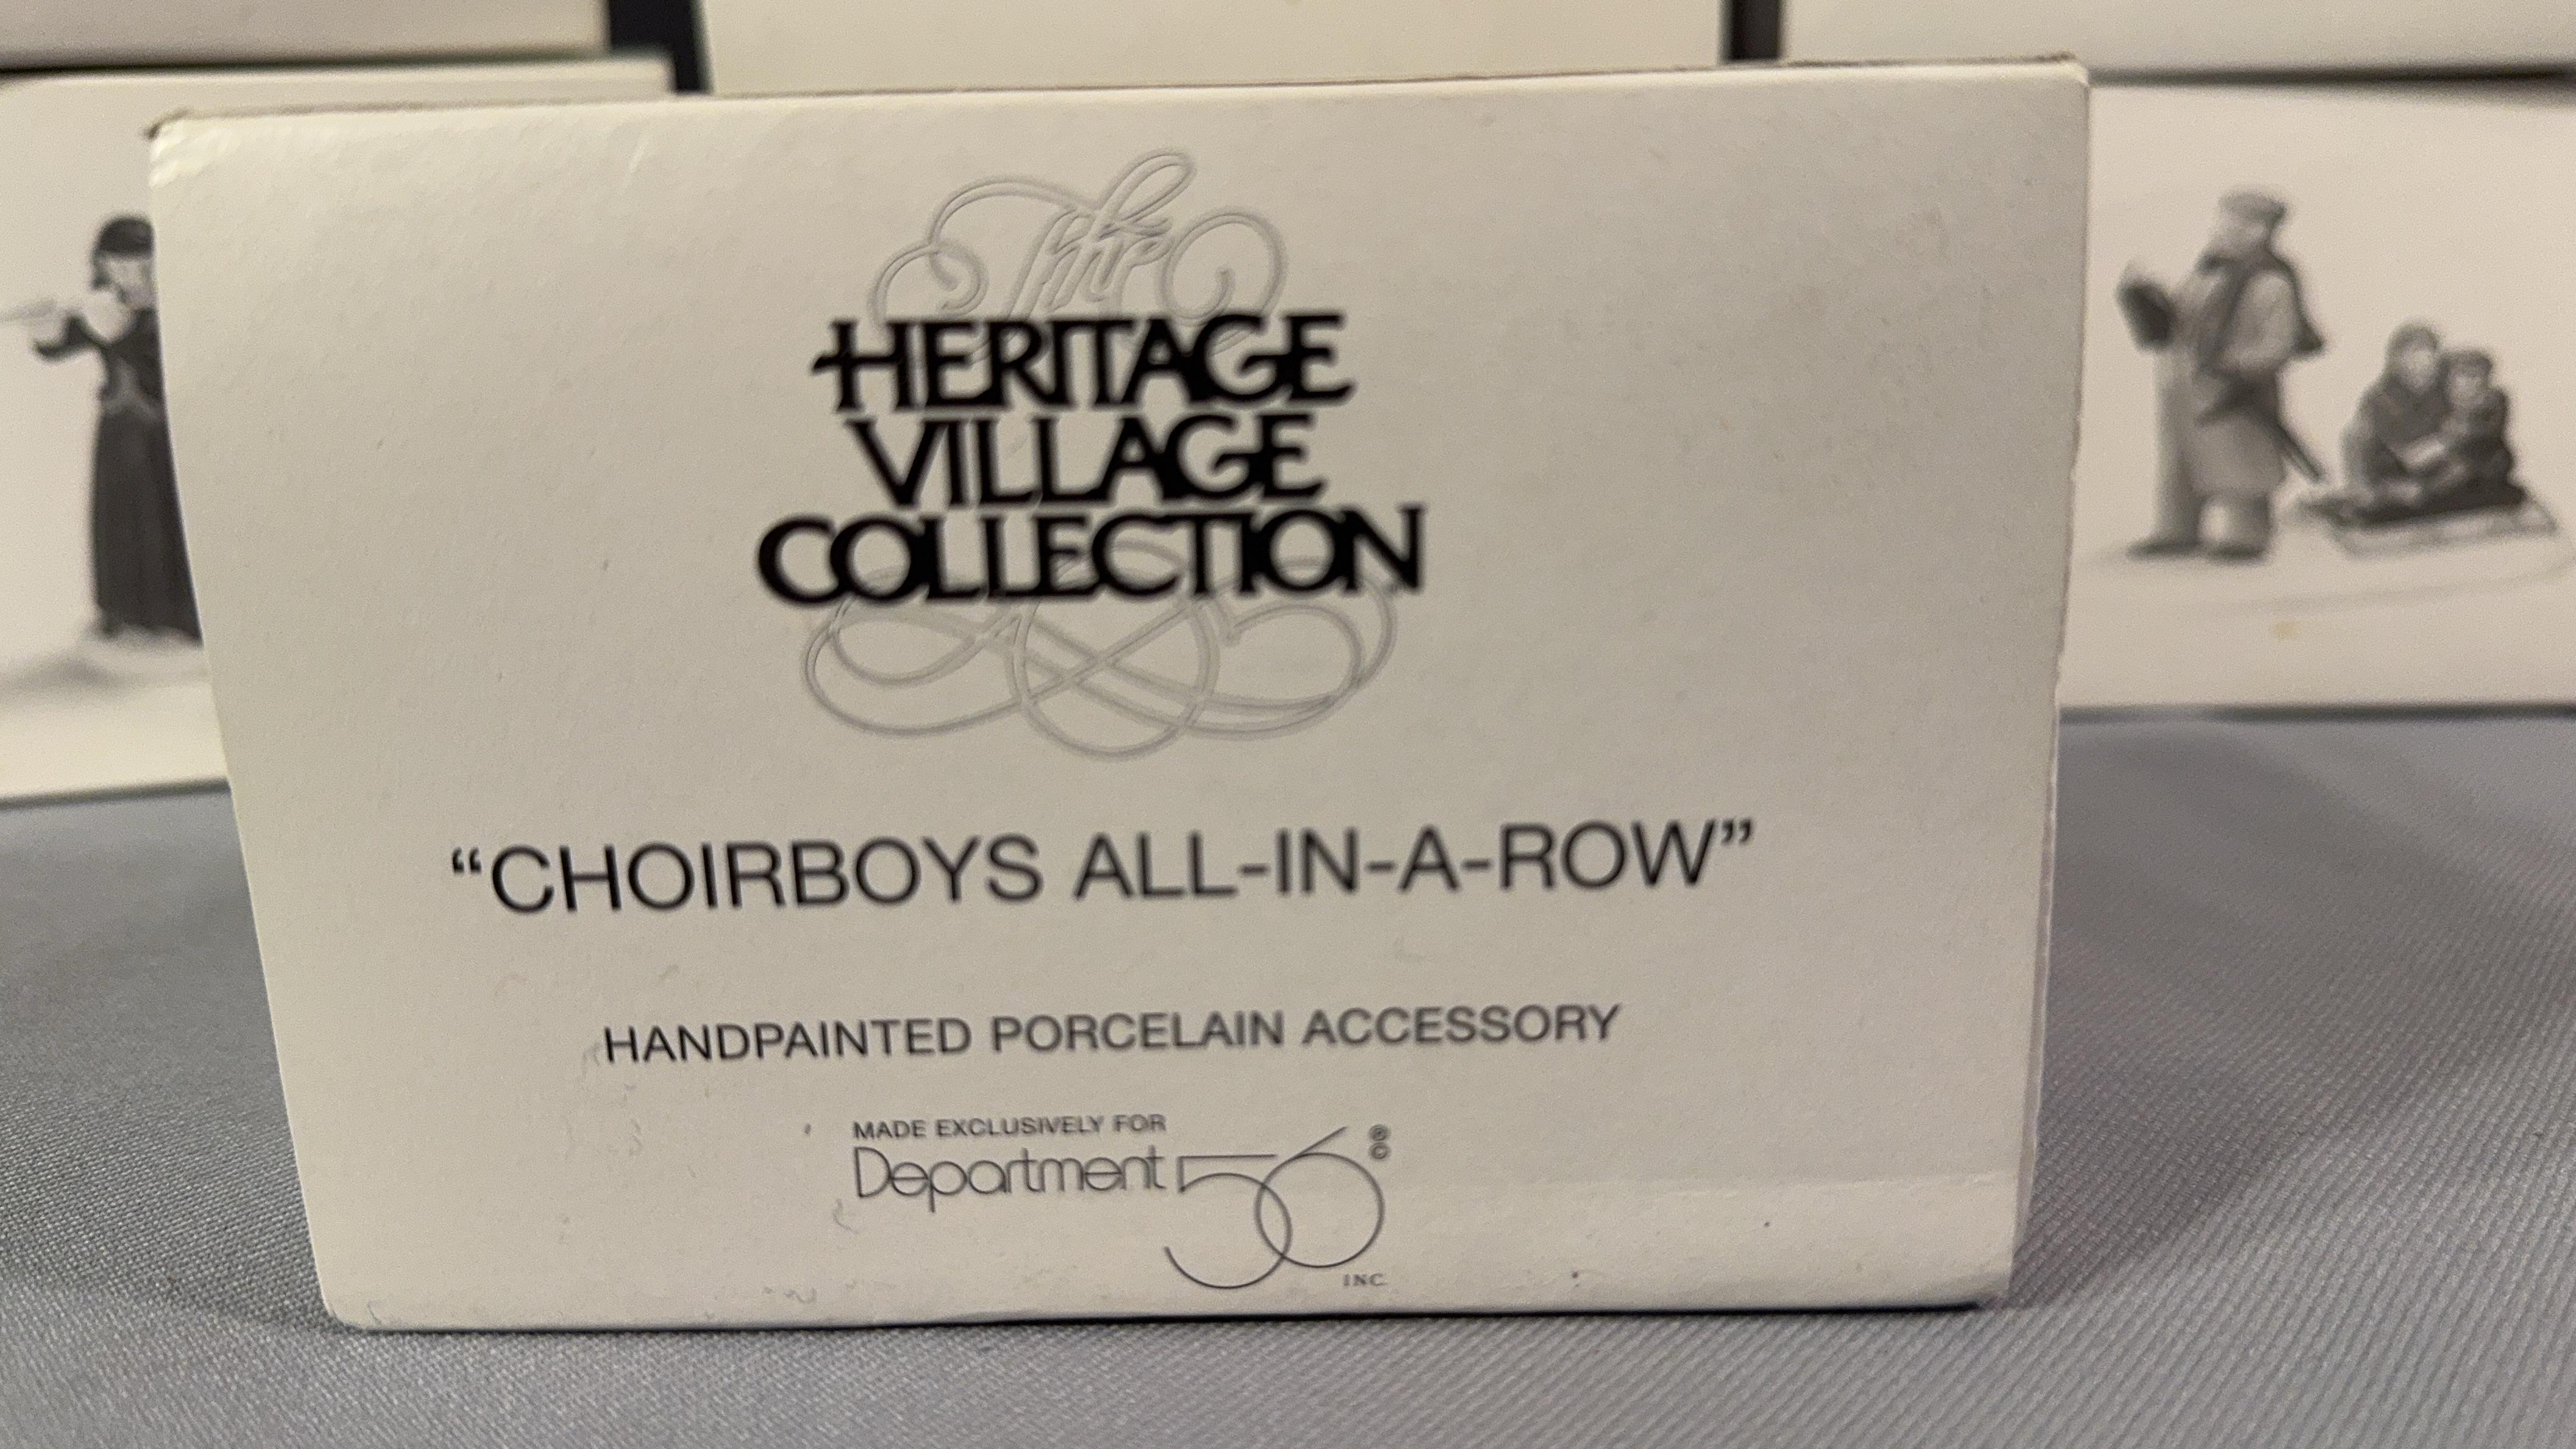 The
HERITAGE
VILLAGE
COLLECTION
“CHOIRBOYS ALL-IN-A-ROW”
HANDPAINTED PORCELAIN ACCESSORY
MADE EXCLUSIVELY FOR
Department 56 ® ©
INC.